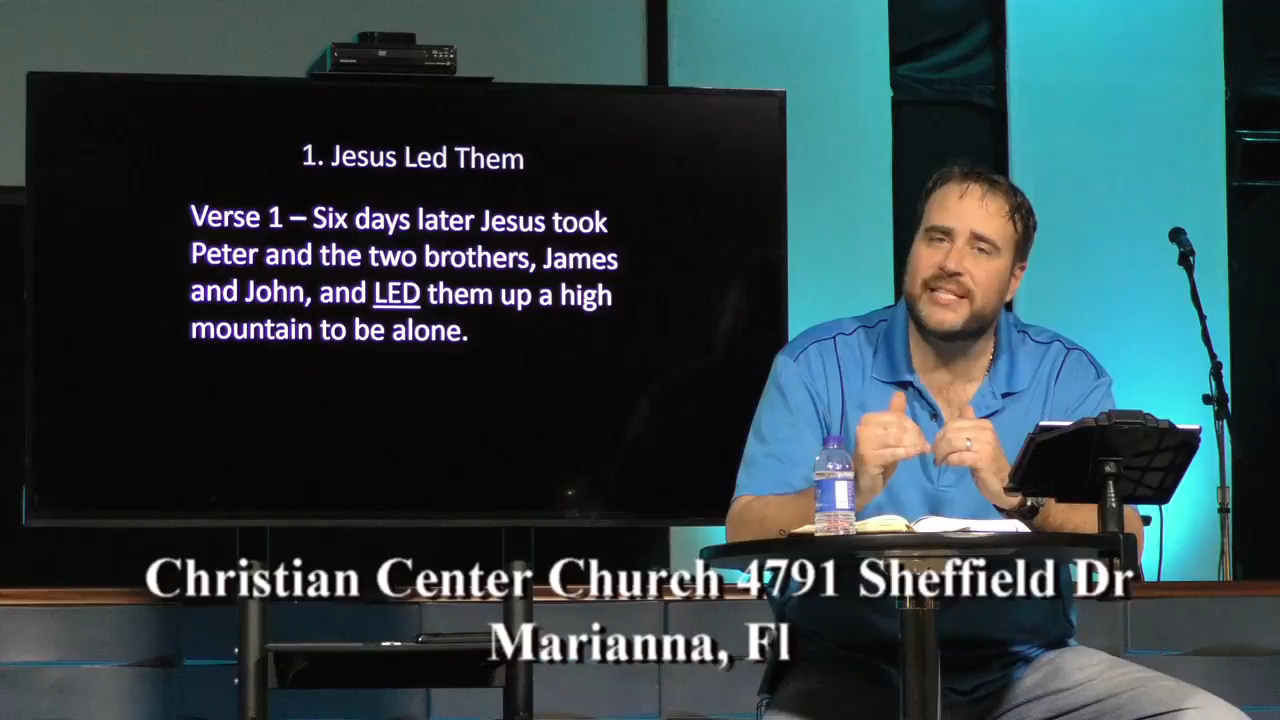 1. Jesus Led Them
Verse 1 – Six days later Jesus took
Peter and the two brothers, James
and John, and LED them up a high
mountain to be alone.
Christian Center Church 4791 Sheffield Dr
Marianna, Fl